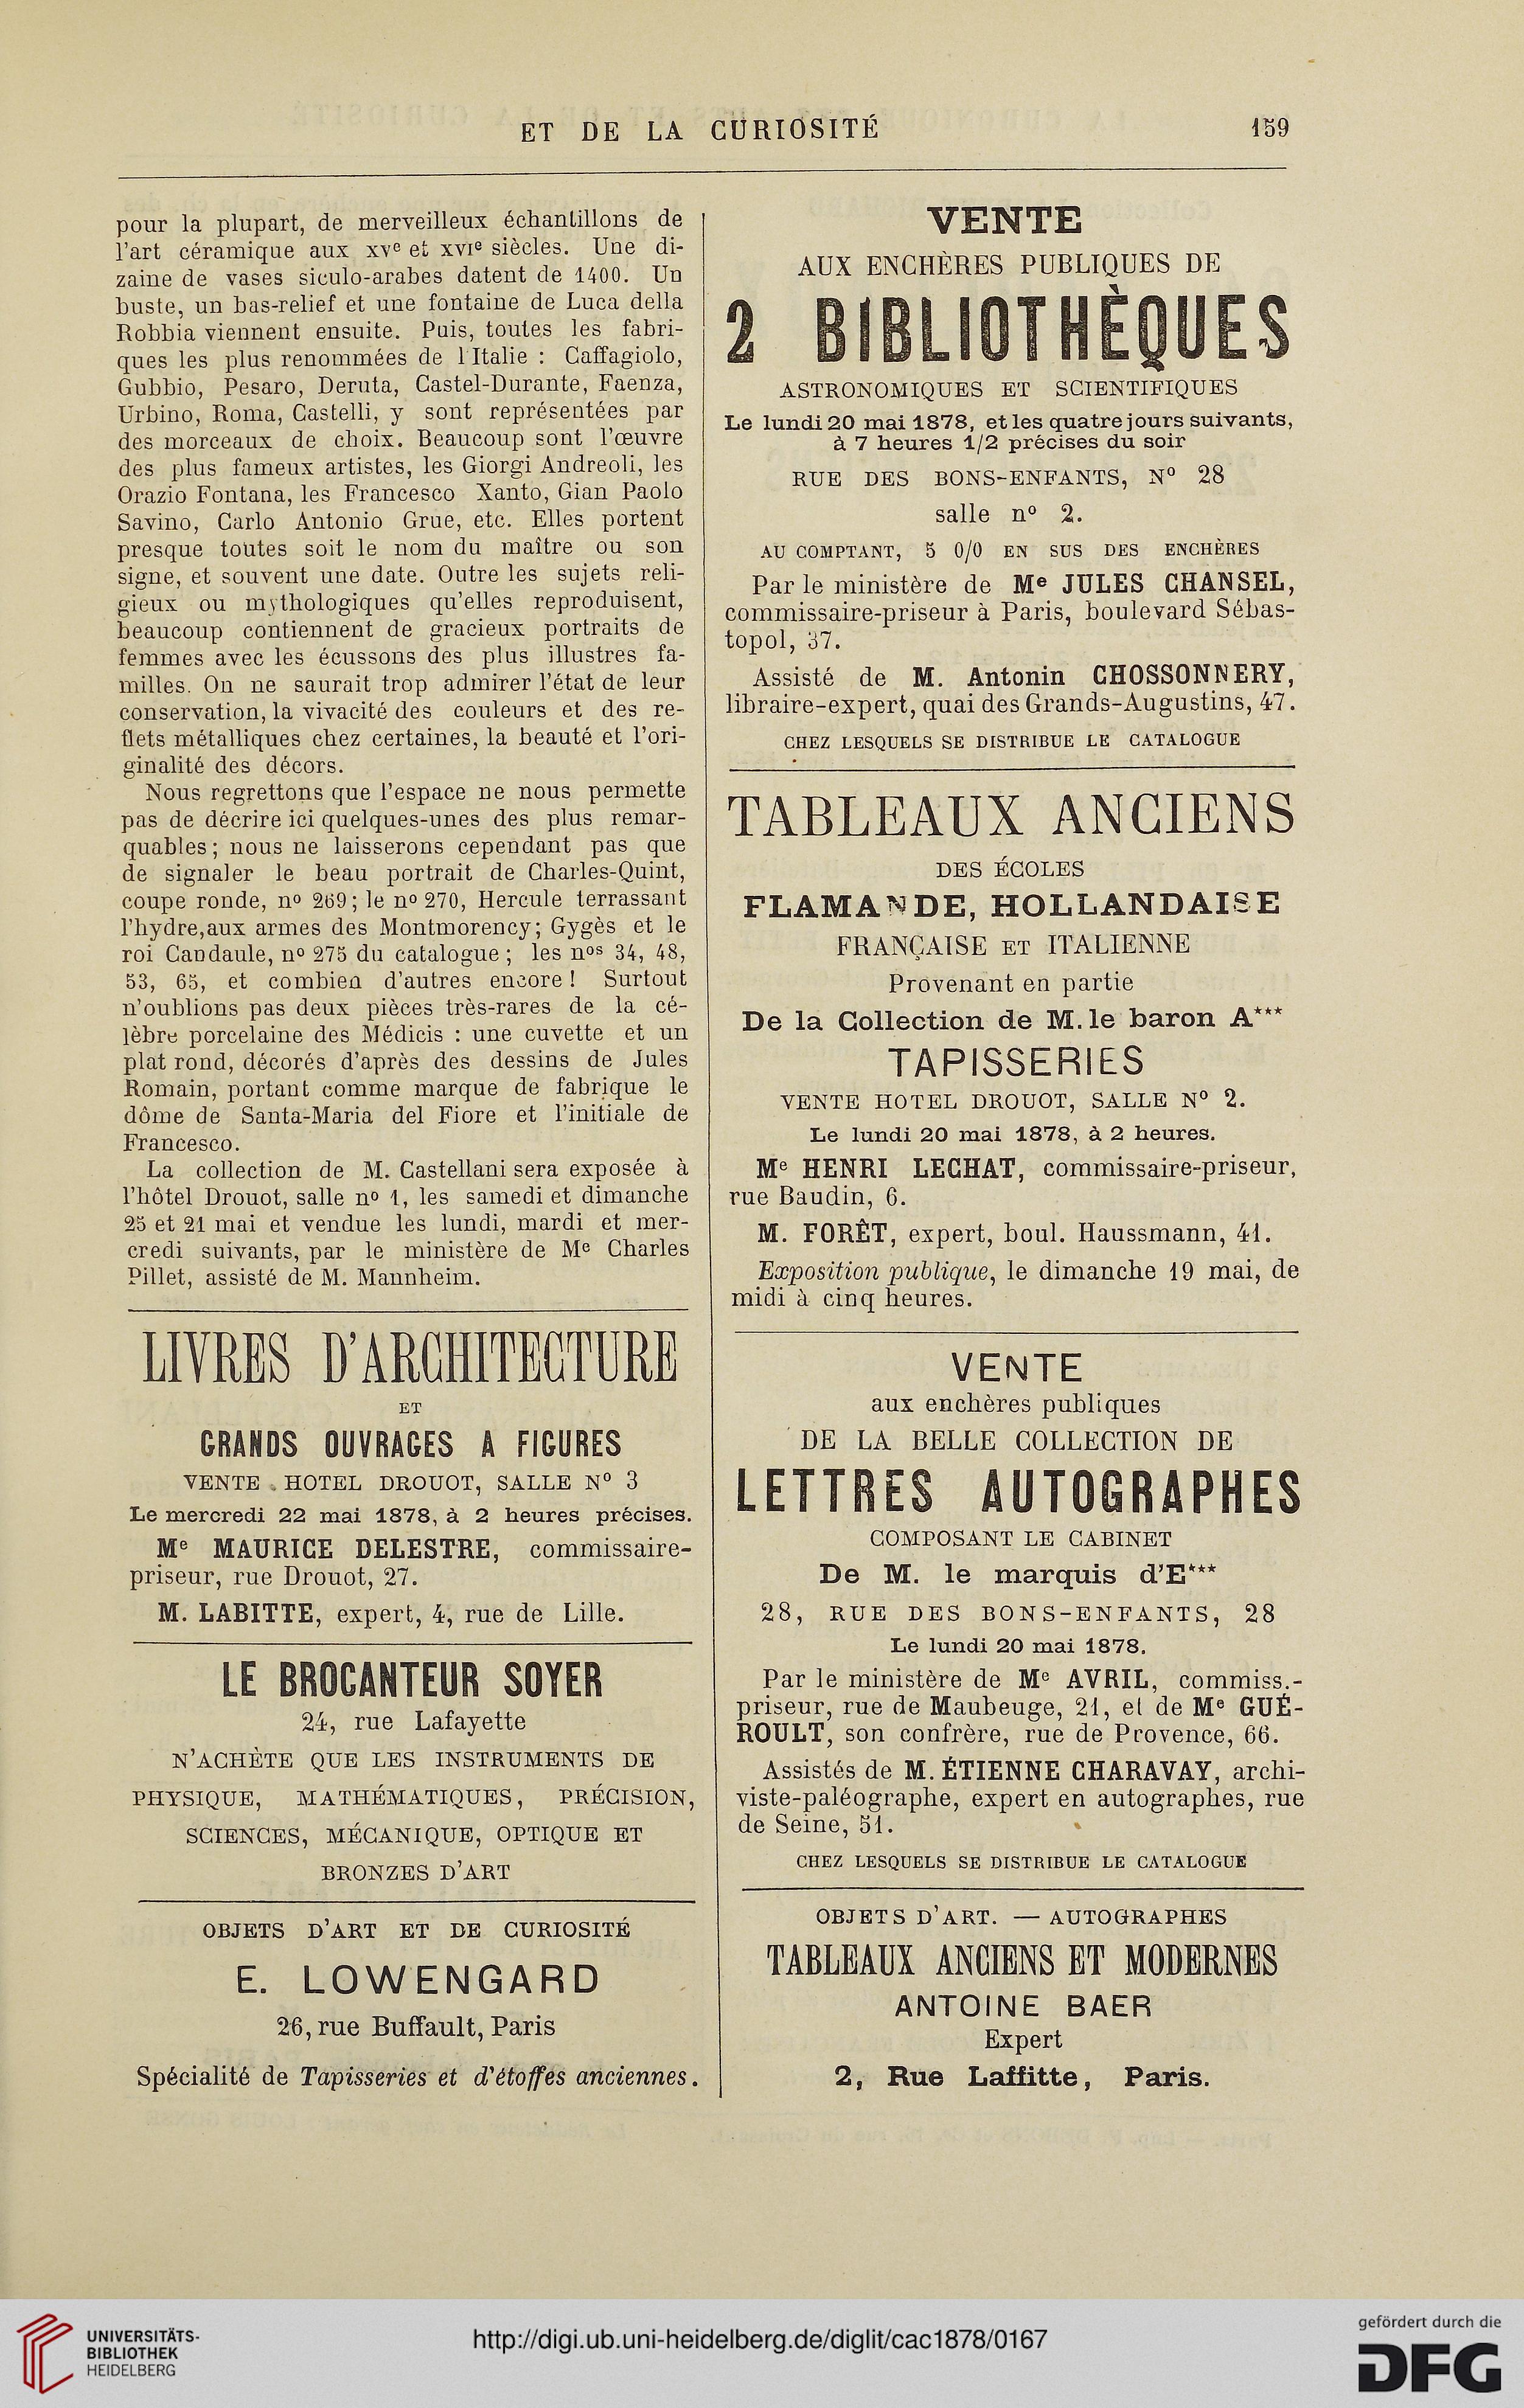 ET DE LA CURIOSITÉ
159
pour la plupart, de merveilleux échantillons de
l'art céramique aux xve et xvie siècles. Une di-
zaine de vases siculo-arabes datent de 1400. Un
buste, un bas-relief et une fontaine de Luca della
Robbia viennent ensuite. Puis, toutes les fabri-
ques les plus renommées de l'Italie : Caffagiolo,
Gubbio, Pesaro, Deruta, Castel-Durante, Faenza,
Urbino, Roma, Castelli, y sont représentées par
des morceaux de choix. Beaucoup sont l'œuvre
des plus fameux artistes, les Giorgi Andreoli, les
Orazio Fontana, les Francesco Xanto, Gian Paolo
Savino, Carlo Antonio Grue, etc. Elles portent
presque toutes soit le nom du maître ou son
signe, et souvent une date. Outre les sujets reli-
gieux ou mythologiques qu'elles reproduisent,
beaucoup contiennent de gracieux portraits de
femmes avec les écussons des plus illustres fa-
milles. On ne saurait trop admirer l'état de leur
conservation, la vivacité des couleurs et des re-
flets métalliques chez certaines, la beauté et l'ori-
ginalité des décors.
Nous regrettons que l'espace ne nous permette
pas de décrire ici quelques-unes des plus remar-
quables; nous ne laisserons cependant pas que
de signaler le beau portrait de Charles-Quint,
coupe ronde, no 269; le no 270, Hercule terrassant
l'hydre, aux armes des Montmorency; Gygès et le
roi Candaule, no 275 du catalogue; les nos 34, 48,
53, 65, et combien d'autres encore! Surtout
n'oublions pas deux pièces très-rares de la cé-
lèbre porcelaine des Médicis : une cuvette et un
plat rond, décorés d'après des dessins de Jules
Romain, portant comme marque de fabrique le
dôme de Santa-Maria del Fiore et l'initiale de
Francesco.
La collection de M. Castellani sera exposée à
l'hôtel Drouot, salle no 1, les samedi et dimanche
25 et 21 mai et vendue les lundi, mardi et mer-
credi suivants, par le ministère de Me Charles
Pillet, assisté de M. Mannheim.
LIVRES D'ARCHITECTURE
ET
GRANDS OUVRAGES A FIGURES
VENTE HOTEL DROUOT, SALLE No 3
Le mercredi 22 mai 1878, à 2 heures précises.
Me MAURICE DELESTRE, commissaire-
priseur, rue Drouot, 27.
M. LABITTE, expert, 4, rue de Lille.
LE BROCANTEUR SOYER
24, rue Lafayette
N'ACHÈTE QUE LES INSTRUMENTS DE
PHYSIQUE, MATHÉMATIQUES, PRÉCISION,
SCIENCES, MÉCANIQUE, OPTIQUE ET
BRONZES D'ART
OBJETS D'ART ET DE CURIOSITÉ
E. LOWENGARD
26, rue Buffault, Paris
Spécialité de Tapisseries et d'étoffes anciennes.
VENTE
AUX ENCHÈRES PUBLIQUES DE
2 BIBLIOTHÈQUES
ASTRONOMIQUES ET SCIENTIFIQUES
Le lundi 20 mai 1878, et les quatre jours suivants,
à 7 heures 1/2 précises du soir
RUE DES BONS-ENFANTS, No 28
salle no 2.
AU COMPTANT, 5 0/0 EN SUS DES ENCHÈRES
Par le ministère de Me JULES CHANSEL,
commissaire-priseur à Paris, boulevard Sébas-
topol, 37.
Assisté de M. Antonin CHOSSONNERY,
libraire-expert, quai des Grands-Augustins, 47.
CHEZ LESQUELS SE DISTRIBUE LE CATALOGUE
TABLEAUX ANCIENS
DES ÉCOLES
FLAMANDE, HOLLANDAISE
FRANÇAISE ET ITALIENNE
Provenant en partie
De la Collection de M. le baron A***
TAPISSERIES
VENTE HOTEL DROUOT, SALLE No 2.
Le lundi 20 mai 1878, à 2 heures.
Me HENRI LECHAT, commissaire-priseur,
rue Baudin, 6.
M. FORÊT, expert, boul. Haussmann, 41.
Exposition publique, le dimanche 19 mai, de
midi à cinq heures.
VENTE
aux enchères publiques
DE LA BELLE COLLECTION DE
LETTRES AUTOGRAPHES
COMPOSANT LE CABINET
De M. le marquis d'E***
28, RUE DES BONS-ENFANTS, 28
Le lundi 20 mai 1878.
Par le ministère de Me AVRIL, commiss.-
priseur, rue de Maubeuge, 21, et de Me GUÉ-
ROULT, son confrère, rue de Provence, 66.
Assistés de M. ÉTIENNE CHARAVAY, archi-
viste-paléographe, expert en autographes, rue
de Seine, 51.
CHEZ LESQUELS SE DISTRIBUE LE CATALOGUE
OBJETS D'ART. — AUTOGRAPHES
TABLEAUX ANCIENS ET MODERNES
ANTOINE BAER
Expert
2, Rue Laffitte, Paris.
UNIVERSITÄTS-
BIBLIOTHEK
HEIDELBERG
http://digi.ub.uni-heidelberg.de/diglit/cac1878/0167
gefördert durch die
DFG